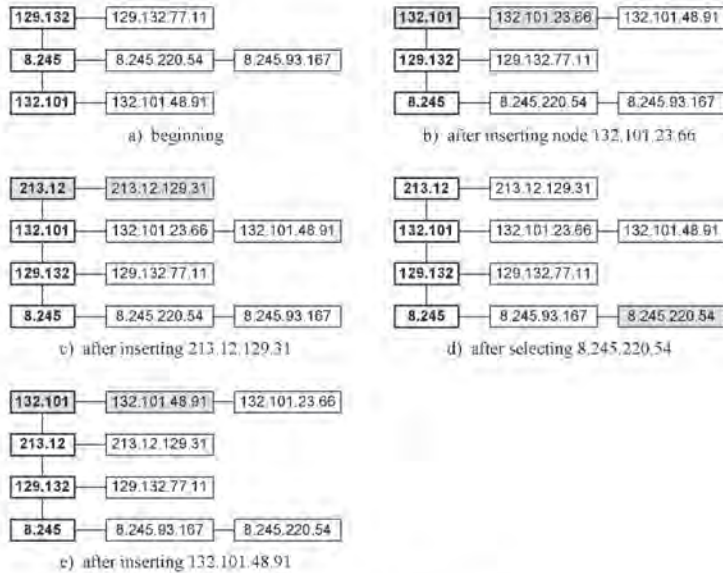 129.132 129.132.77.11
8.245 8.245.220.54 8.245.93.167
132.101 132.101.48.91
a) beginning
132.101 132.101.23.66 132.101.48.91
129.132 129.132.77.11
8.245 8.245.220.54 8.245.93.167
b) after inserting node 132.101.23.66
213.12 213.12.129.31
132.101 132.101.23.66 132.101.48.91
129.132 129.132.77.11
8.245 8.245.220.54 8.245.93.167
c) after inserting 213.12.129.31
213.12 213.12.129.31
132.101 132.101.23.66 132.101.48.91
129.132 129.132.77.11
8.245 8.245.93.167 8.245.220.54
d) after selecting 8.245.220.54
132.101 132.101.48.91 132.101.23.66
213.12 213.12.129.31
129.132 129.132.77.11
8.245 8.245.93.167 8.245.220.54
e) after inserting 132.101.48.91